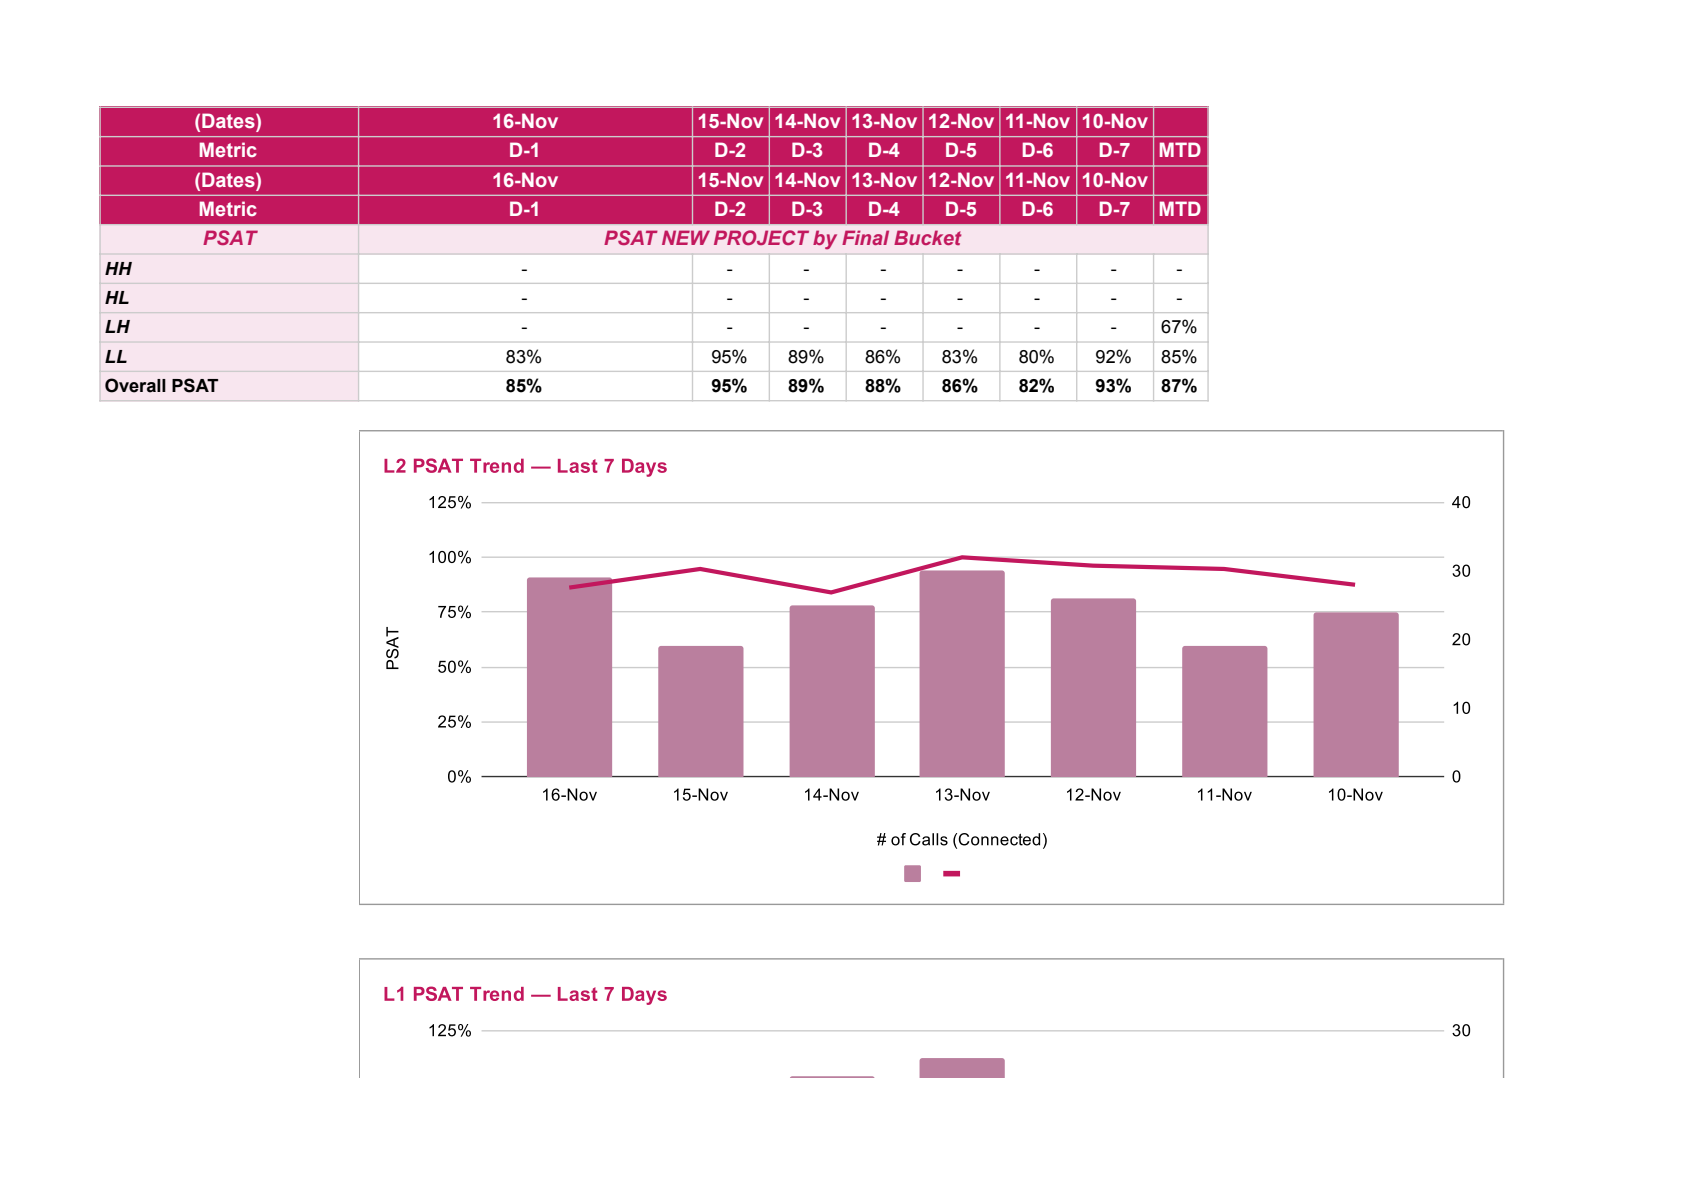 (Dates) 16-Nov 15-Nov 14-Nov 13-Nov 12-Nov 11-Nov 10-Nov
Metric D-1 D-2 D-3 D-4 D-5 D-6 D-7 MTD
(Dates) 16-Nov 15-Nov 14-Nov 13-Nov 12-Nov 11-Nov 10-Nov
Metric D-1 D-2 D-3 D-4 D-5 D-6 D-7 MTD
PSAT PSAT NEW PROJECT by Final Bucket
HH - - - - - - - -
HL - - - - - - - -
LH - - - - - - - 67%
LL 83% 95% 89% 86% 83% 80% 92% 85%
Overall PSAT 85% 95% 89% 88% 86% 82% 93% 87%
L2 PSAT Trend — Last 7 Days
125% 40
100%
30
75%
20
PSAT
50%
25%
10
0% 0
16-Nov 15-Nov 14-Nov 13-Nov 12-Nov 11-Nov 10-Nov
# of Calls (Connected)
L1 PSAT Trend — Last 7 Days
125% 30